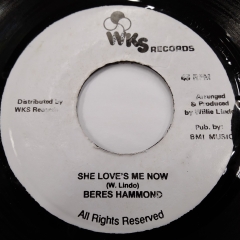 WKS RECORDS
45 RPM
Distributed by
WKS Records
Arranged
& Produced
by Willie Lindo
Pub. by:
BMI MUSIC
SHE LOVE'S ME NOW
(W. Lindo)
BERES HAMMOND
All Rights Reserved